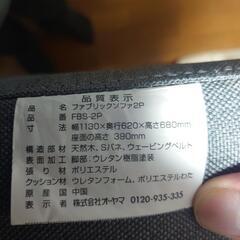 品質表示
品名 ファブリックソファ2P
品番 FBS-2P
寸法 幅1130×奥行620×高さ680mm
座面の高さ 390mm
構造部材 天然木、Sバネ、ウェービングベルト
表面加工 脚部:ウレタン樹脂塗装
張り材 ポリエステル
クッション材 ウレタンフォーム、ポリエステルわた
原産国 中国
表示者 株式会社オーヤマ 0120-935-335